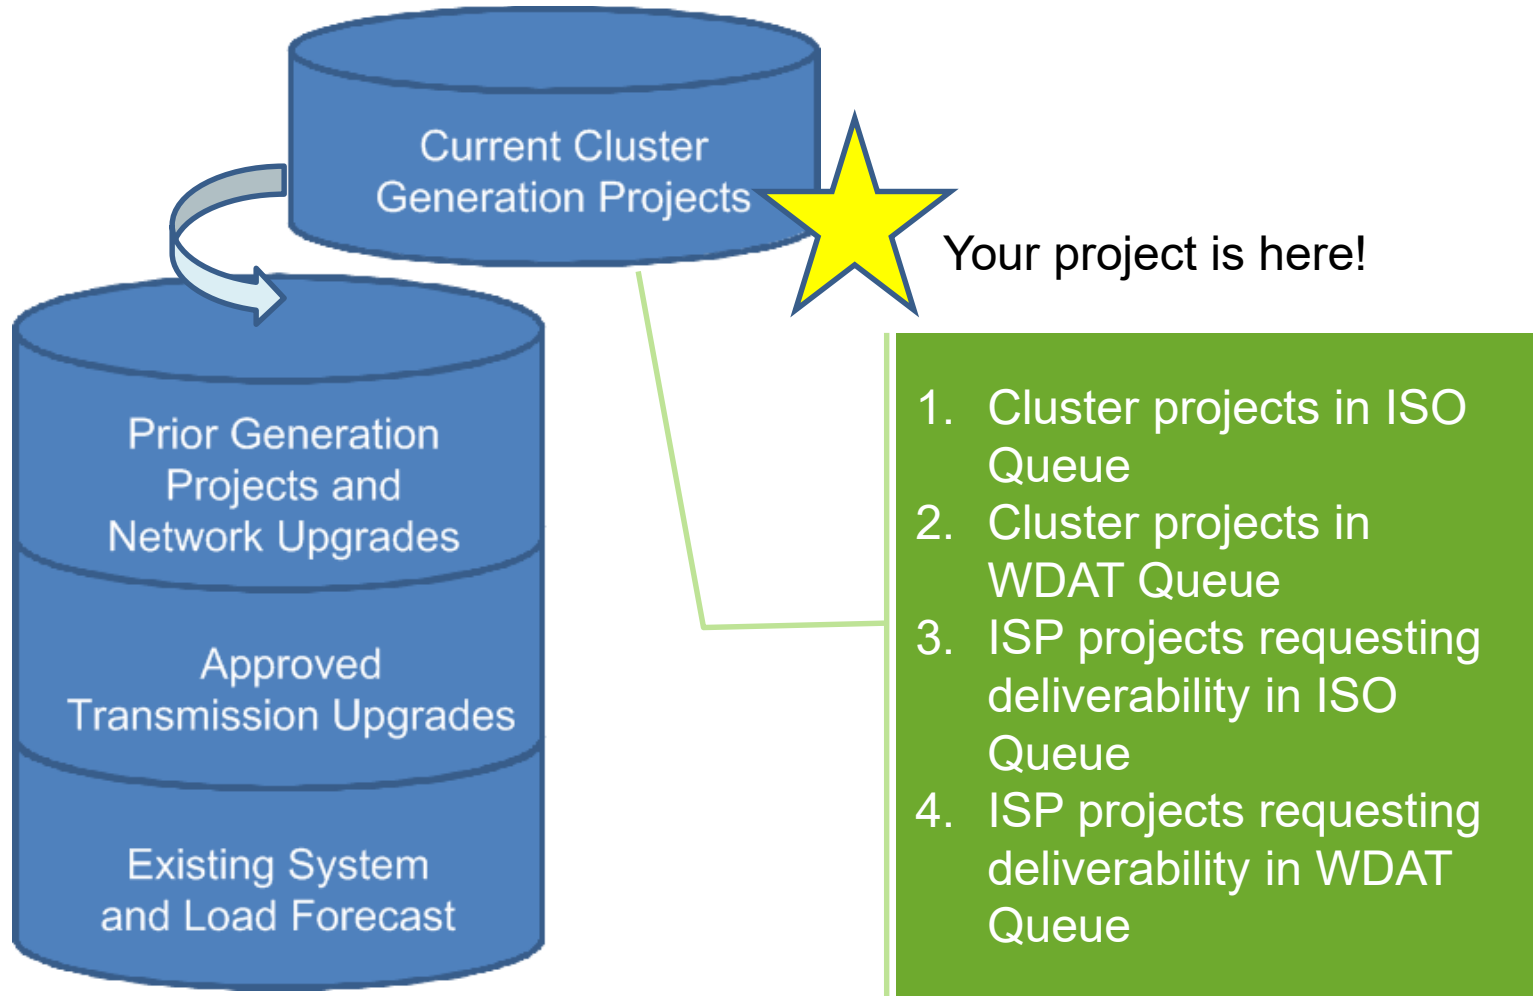 Current Cluster
Generation Projects
Your project is here!
Prior Generation
Projects and
Network Upgrades
Approved
Transmission Upgrades
Existing System
and Load Forecast
1. Cluster projects in ISO
Queue
2. Cluster projects in
WDAT Queue
3. ISP projects requesting
deliverability in ISO
Queue
4. ISP projects requesting
deliverability in WDAT
Queue